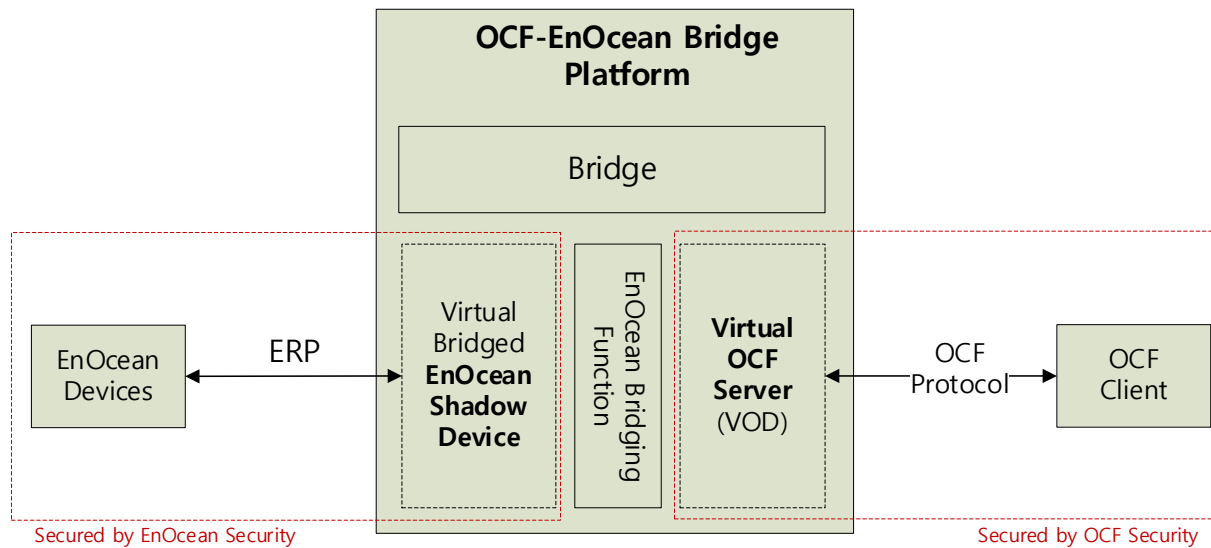 OCF-EnOcean Bridge
Platform
Bridge
EnOcean
Devices
ERP
Virtual
Bridged
EnOcean
Shadow
Device
EnOcean Bridging
Function
Virtual
OCF
Server
(VOD)
OCF
Protocol
OCF
Client
Secured by EnOcean Security
Secured by OCF Security